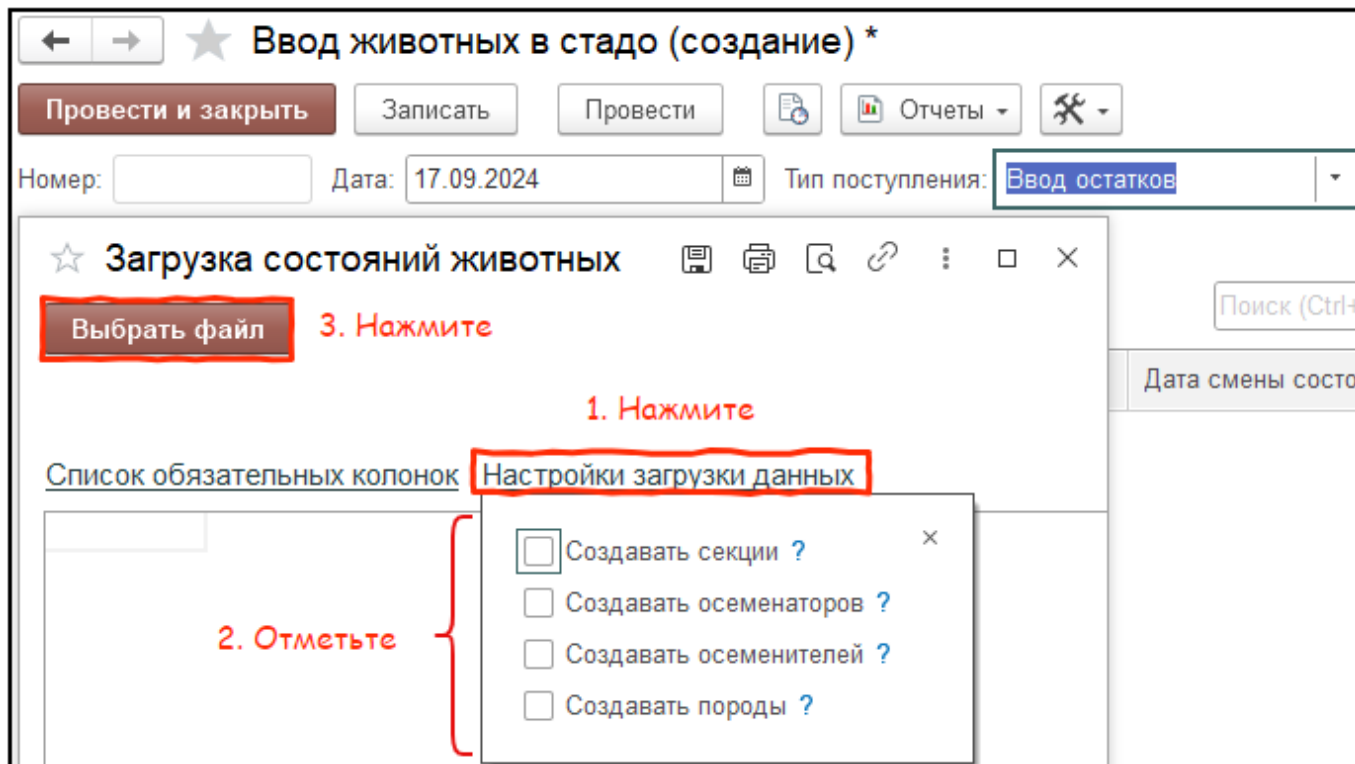 Ввод животных в стадо (создание) *
Провести и закрыть Записать Провести Отчеты
Номер: Дата: 17.09.2024 Тип поступления: Ввод остатков
Загрузка состояний животных
Выбрать файл 3. Нажмите
Поиск (Ctrl+
Дата смены состо
1. Нажмите
Список обязательных колонок Настройки загрузки данных
Создавать секции ?
Создавать осеменаторов ?
2. Отметьте
Создавать осеменителей ?
Создавать породы ?